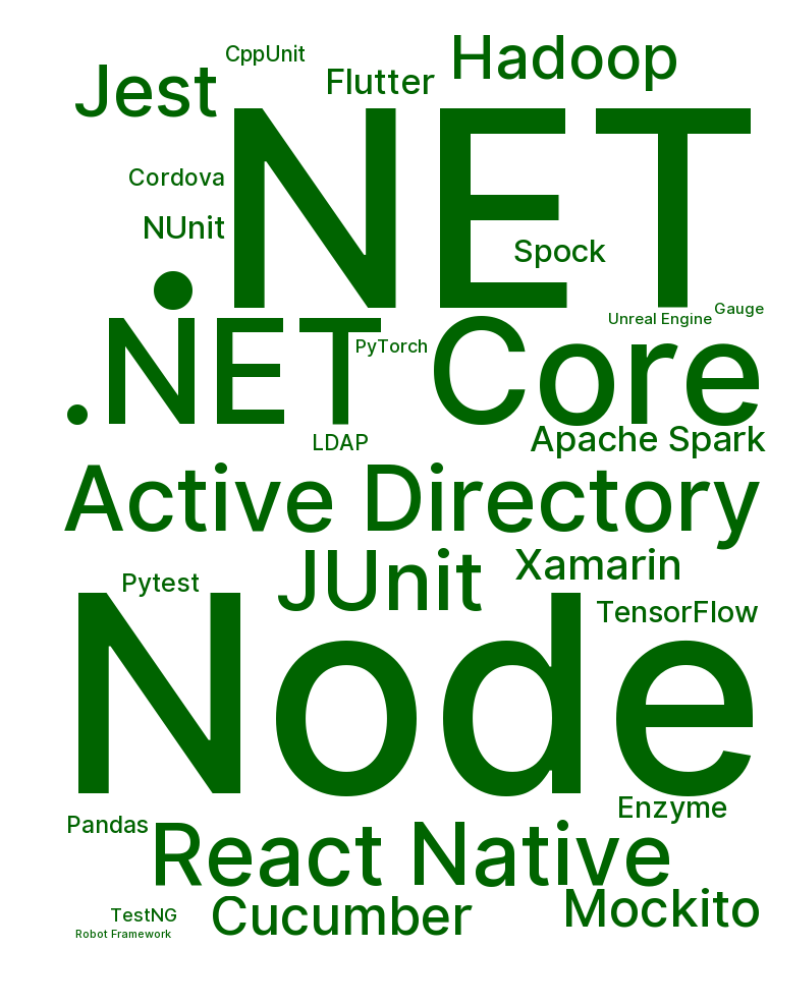 Hadoop
CppUnit
Jest
Flutter
.NET
Cordova
NUnit
Spock
Gauge
Unreal Engine
.NET Core
PyTorch
LDAP
Apache Spark
Active Directory
JUnit
Xamarin
Pytest
TensorFlow
Node
Enzyme
Pandas
React Native
Mockito
Cucumber
TestNG
Robot Framework